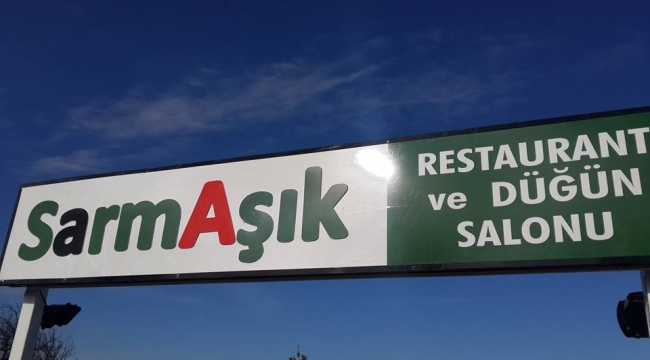 SarmAşık
RESTAURANT
ve DÜĞÜN
SALONU